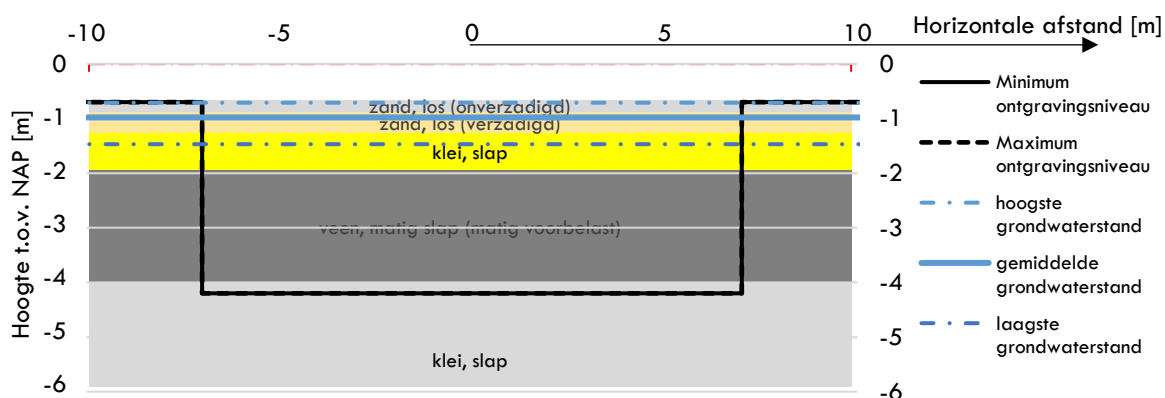 Horizontale afstand [m]
-10 -5 0 5 10
Hoogte t.o.v. NAP [m]
0 0
-1 -1
-2 -2
-3 -3
-4 -4
-5 -5
-6 -6
zand, los (onverzadigd)
zand, los (verzadigd)
klei, slap
veen, matig slap (matig voorbelast)
klei, slap
Minimum
ontgravingsniveau
Maximum
ontgravingsniveau
hoogste
grondwaterstand
gemiddelde
grondwaterstand
laagste
grondwaterstand